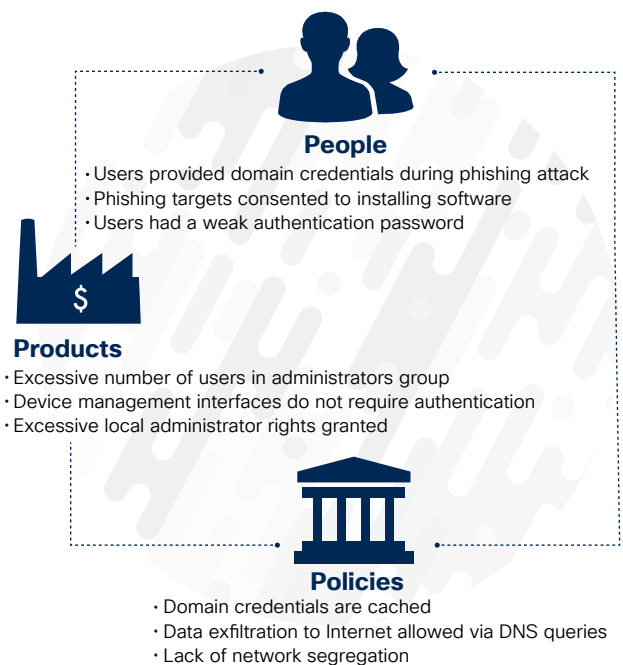 People
· Users provided domain credentials during phishing attack
· Phishing targets consented to installing software
· Users had a weak authentication password
$
Products
· Excessive number of users in administrators group
· Device management interfaces do not require authentication
· Excessive local administrator rights granted
Policies
· Domain credentials are cached
· Data exfiltration to Internet allowed via DNS queries
· Lack of network segregation